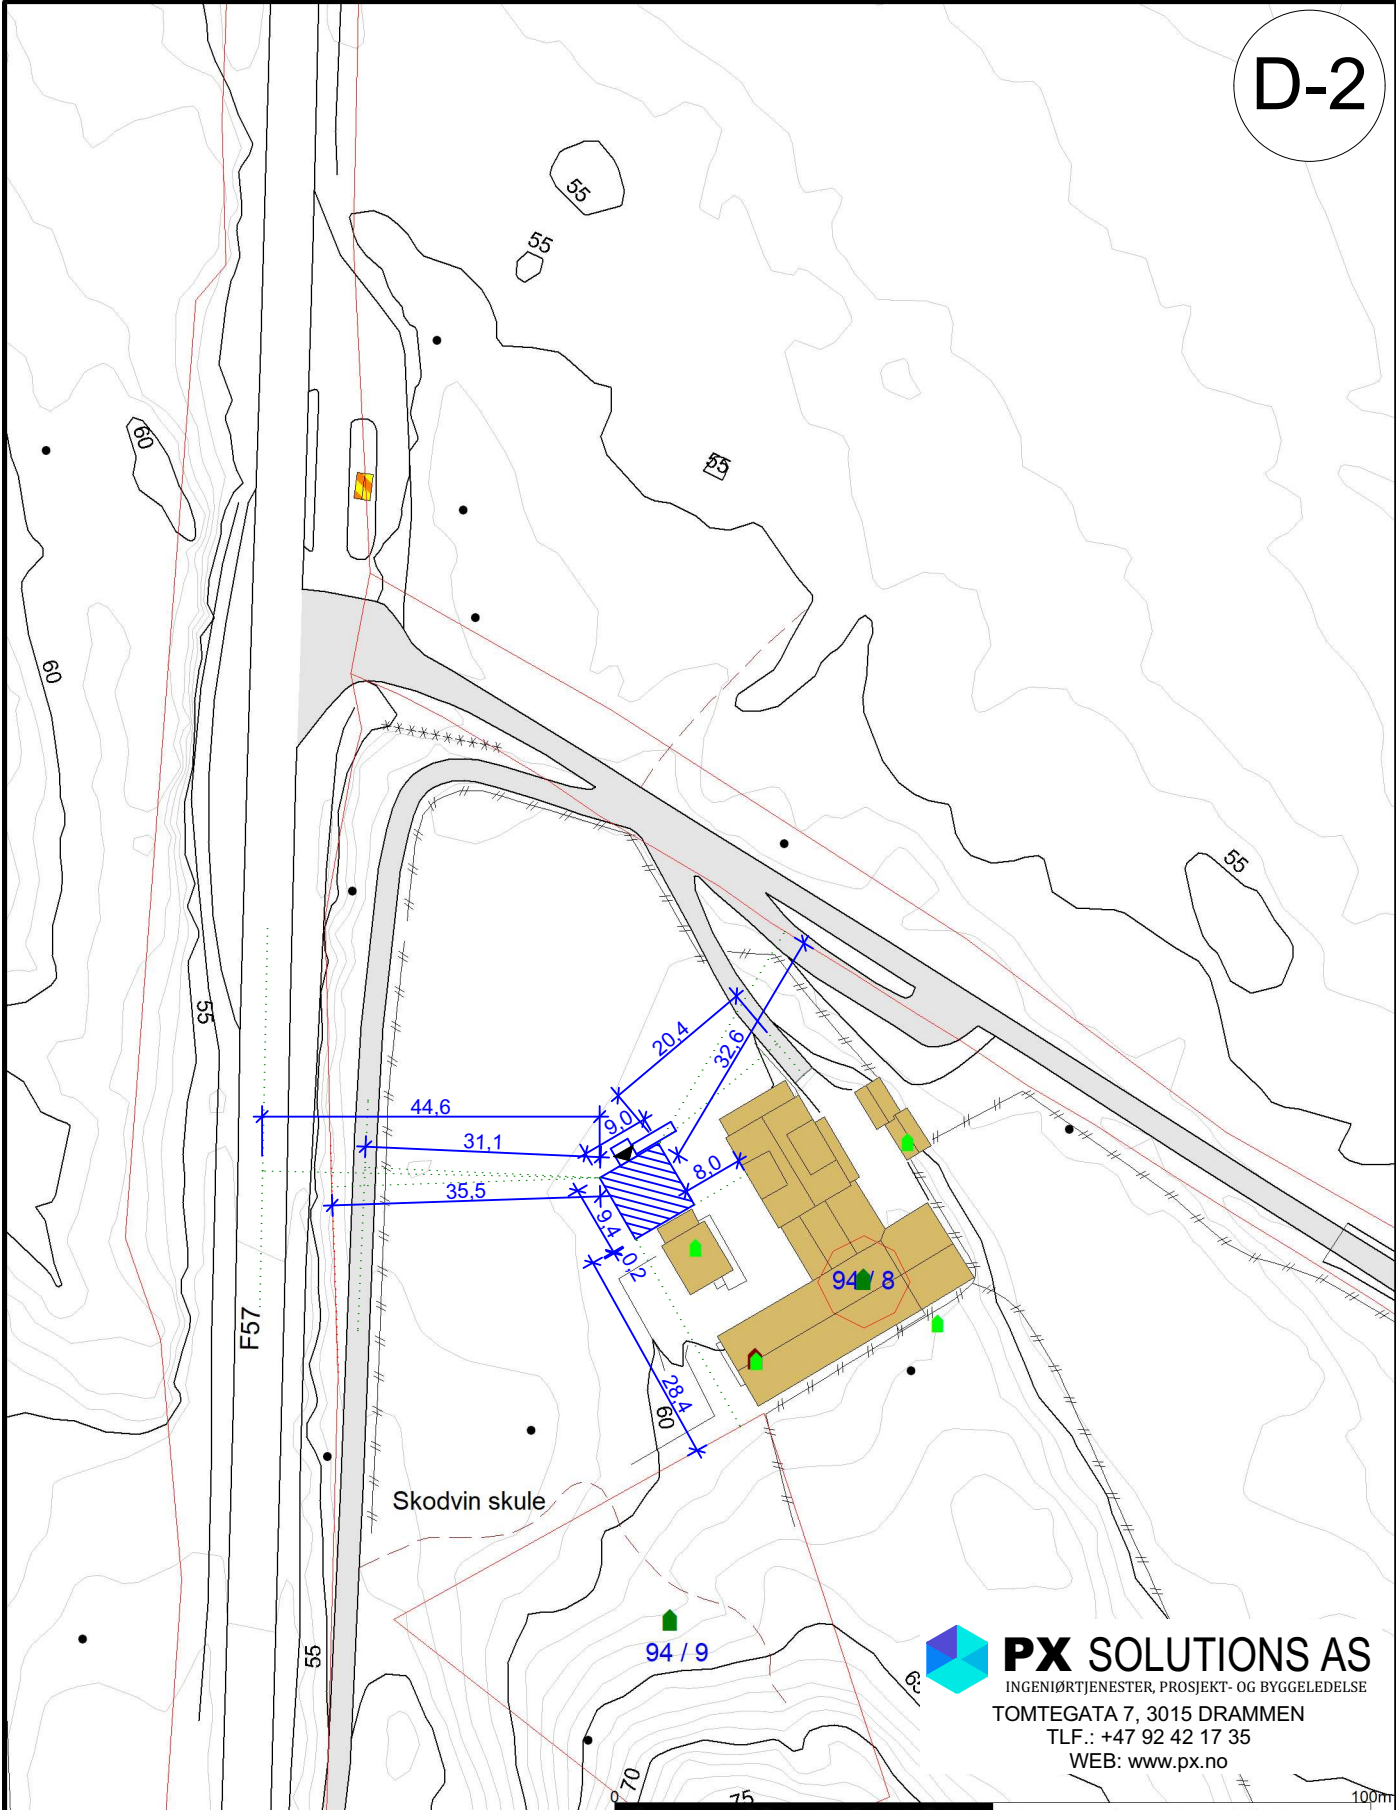 D-2
55
55
55
60
60
55
55
20,4
32,6
44,6
9,0
31,1
8,0
35,5
9,4
0,2
94 / 8
F57
28,4
60
Skodvin skule
94 / 9
55
PX SOLUTIONS AS
INGENIØRTJENESTER, PROSJEKT- OG BYGGELEDELSE
TOMTEGATA 7, 3015 DRAMMEN
TLF.: +47 92 42 17 35
WEB: www.px.no
70
75
0
100m